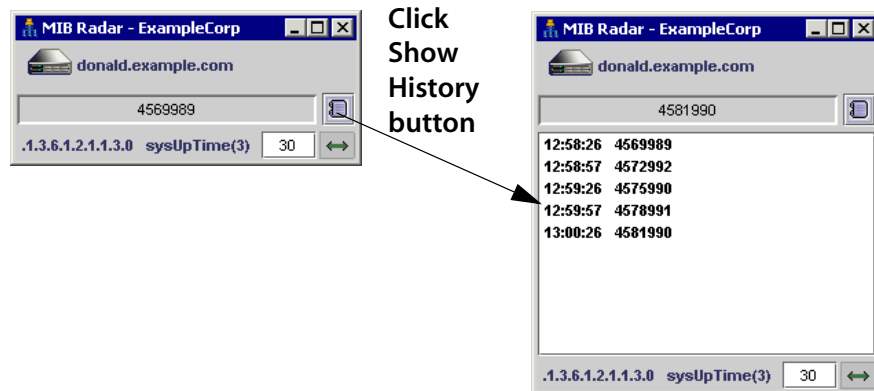 MIB Radar - ExampleCorp
donald.example.com
4569989
.1.3.6.1.2.1.1.3.0 sysUpTime(3) 30
Click
Show
History
button
MIB Radar - ExampleCorp
donald.example.com
4581990
12:58:26 4569989
12:58:57 4572992
12:59:26 4575990
12:59:57 4578991
13:00:26 4581990
.1.3.6.1.2.1.1.3.0 sysUpTime(3) 30